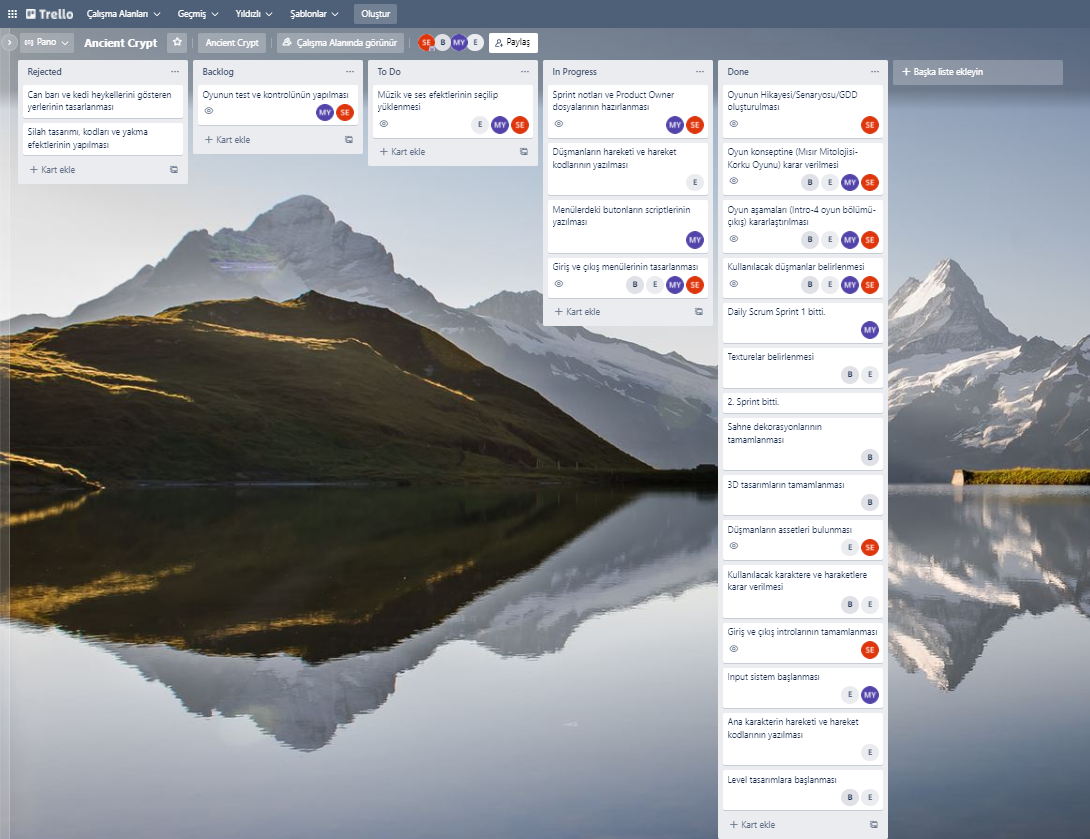 Trello
Çalışma Alanları
Geçmiş
Yıldızlı
Şablonlar
Oluştur
Pano
Ancient Crypt
Ancient Crypt
Çalışma Alanında görünür
SE
B
MY
E
Paylaş
Rejected
Can barı ve kedi heykellerini gösteren
yerlerinin tasarlanması
Silah tasarımı, kodları ve yakma
efektlerinin yapılması
+ Kart ekle
Backlog
Oyunun test ve kontrolünün yapılması
MY
SE
+ Kart ekle
To Do
Müzik ve ses efektlerinin seçilip
yüklenmesi
E
MY
SE
+ Kart ekle
In Progress
Sprint notları ve Product Owner
dosyalarının hazırlanması
MY
SE
Düşmanların hareketi ve hareket
kodlarının yazılması
E
Menülerdeki butonların scriptlerinin
yazılması
MY
Giriş ve çıkış menülerinin tasarlanması
B
E
MY
SE
+ Kart ekle
Done
Oyunun Hikayesi/Senaryosu/GDD
oluşturulması
SE
Oyun konseptine (Mısır Mitolojisi-
Korku Oyunu) karar verilmesi
B
E
MY
SE
Oyun aşamaları (Intro-4 oyun bölümü-
çıkış) kararlaştırılması
B
E
MY
SE
Kullanılacak düşmanlar belirlenmesi
B
E
MY
SE
Daily Scrum Sprint 1 bitti.
MY
Texturelar belirlenmesi
B
E
2. Sprint bitti.
Sahne dekorasyonlarının
tamamlanması
B
3D tasarımların tamamlanması
B
Düşmanların assetleri bulunması
E
SE
Kullanılacak karaktere ve haraketlere
karar verilmesi
B
E
Giriş ve çıkış introlarının tamamlanması
SE
Input sistem başlanması
E
MY
Ana karakterin hareketi ve hareket
kodlarının yazılması
E
Level tasarımlara başlanması
B
E
+ Kart ekle
+ Başka liste ekleyin